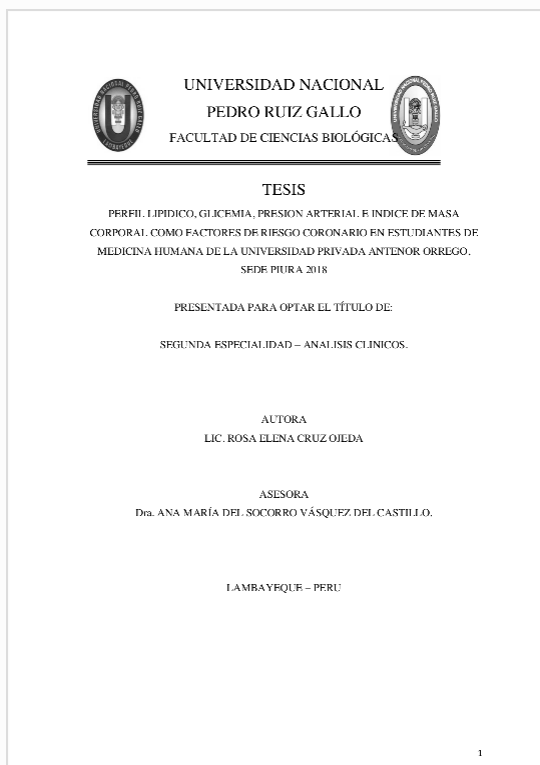 UNIVERSIDAD NACIONAL
PEDRO RUIZ GALLO
FACULTAD DE CIENCIAS BIOLÓGICAS
TESIS
PERFIL LIPIDICO, GLICEMIA, PRESION ARTERIAL E INDICE DE MASA
CORPORAL COMO FACTORES DE RIESGO CORONARIO EN ESTUDIANTES DE
MEDICINA HUMANA DE LA UNIVERSIDAD PRIVADA ANTENOR ORREGO.
SEDE PIURA 2018
PRESENTADA PARA OPTAR EL TÍTULO DE:
SEGUNDA ESPECIALIDAD – ANALISIS CLINICOS.
AUTORA
LIC. ROSA ELENA CRUZ OJEDA
ASESORA
Dra. ANA MARÍA DEL SOCORRO VÁSQUEZ DEL CASTILLO.
LAMBAYEQUE – PERU
1